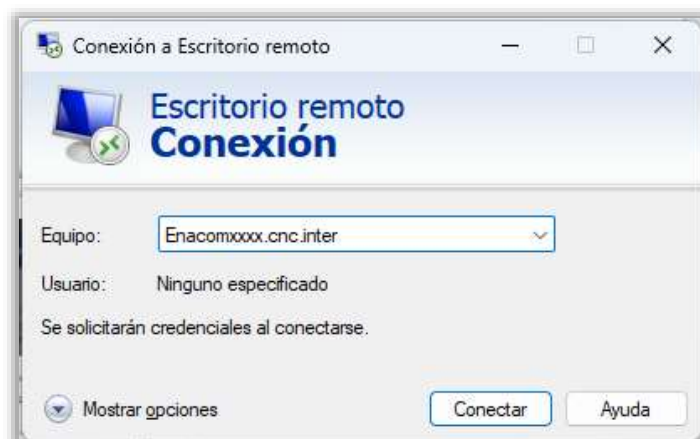 Conexión a Escritorio remoto
Escritorio remoto
Conexión
Equipo: Enacomxxxx.cnc.inter
Usuario: Ninguno especificado
Se solicitarán credenciales al conectarse.
Mostrar opciones Conectar Ayuda